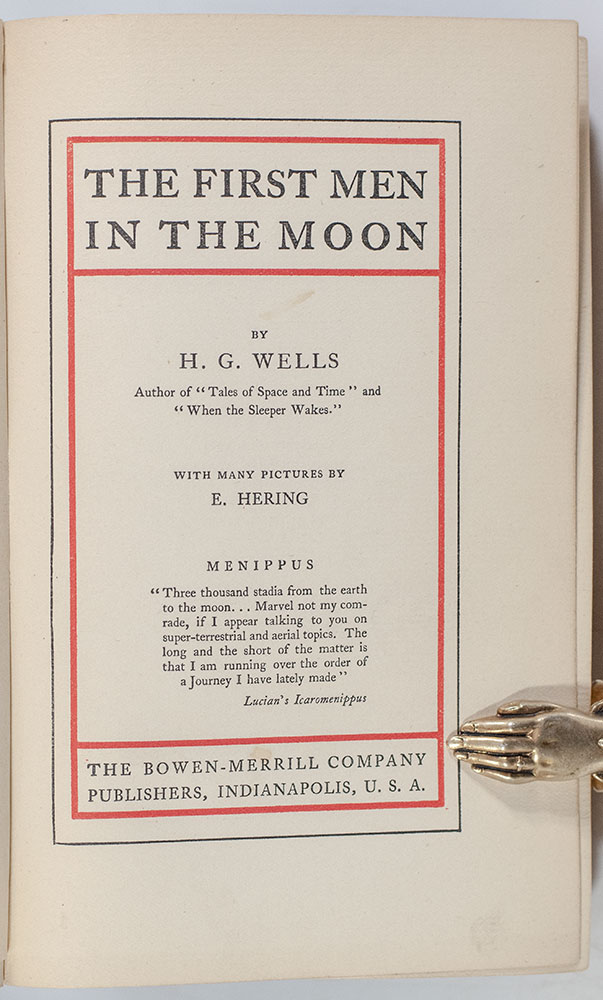 THE FIRST MEN
IN THE MOON
BY
H. G. WELLS
Author of “Tales of Space and Time” and
“When the Sleeper Wakes.”
WITH MANY PICTURES BY
E. HERING
MENIPPUS
“Three thousand stadia from the earth
to the moon... Marvel not my com-
rade, if I appear talking to you on
super-terrestrial and aerial topics. The
long and the short of the matter is
that I am running over the order of
a Journey I have lately made”
Lucian's Icaromenippus
THE BOWEN-MERRILL COMPANY
PUBLISHERS, INDIANAPOLIS, U. S. A.